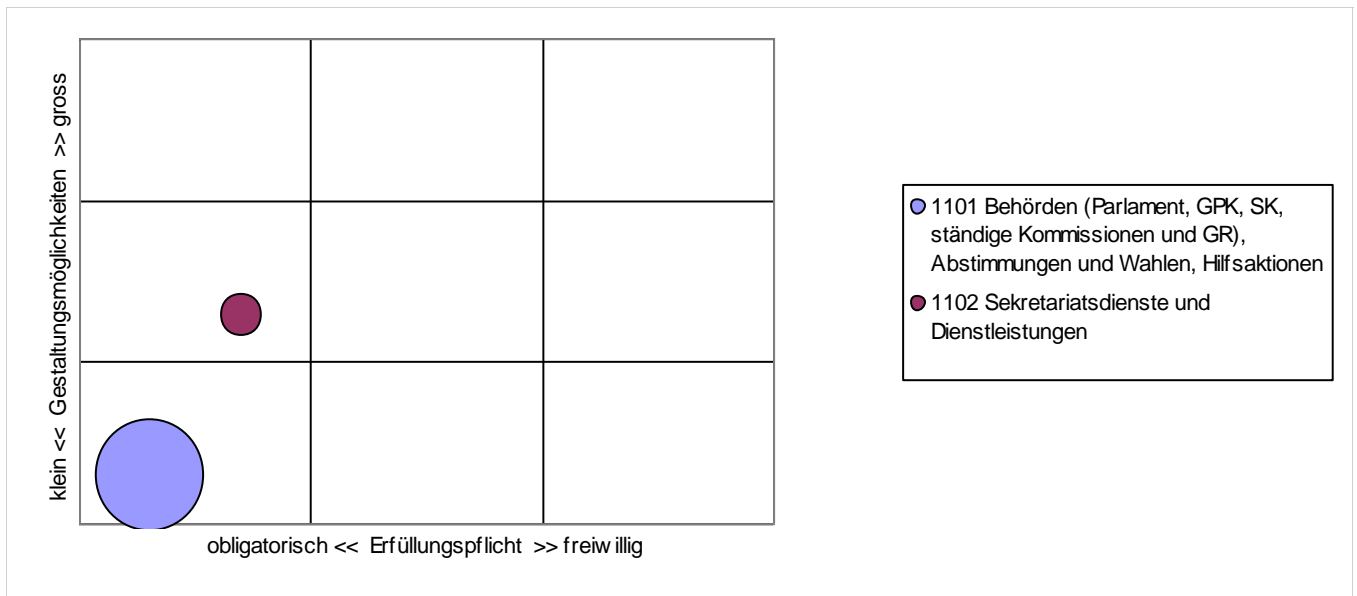 klein << Gestaltungsmöglichkeiten >> gross
obligatorisch << Erfüllungspflicht >> freiwillig
1101 Behörden (Parlament, GPK, SK,
ständige Kommissionen und GR),
Abstimmungen und Wahlen, Hilfsaktionen
1102 Sekretariatsdienste und
Dienstleistungen